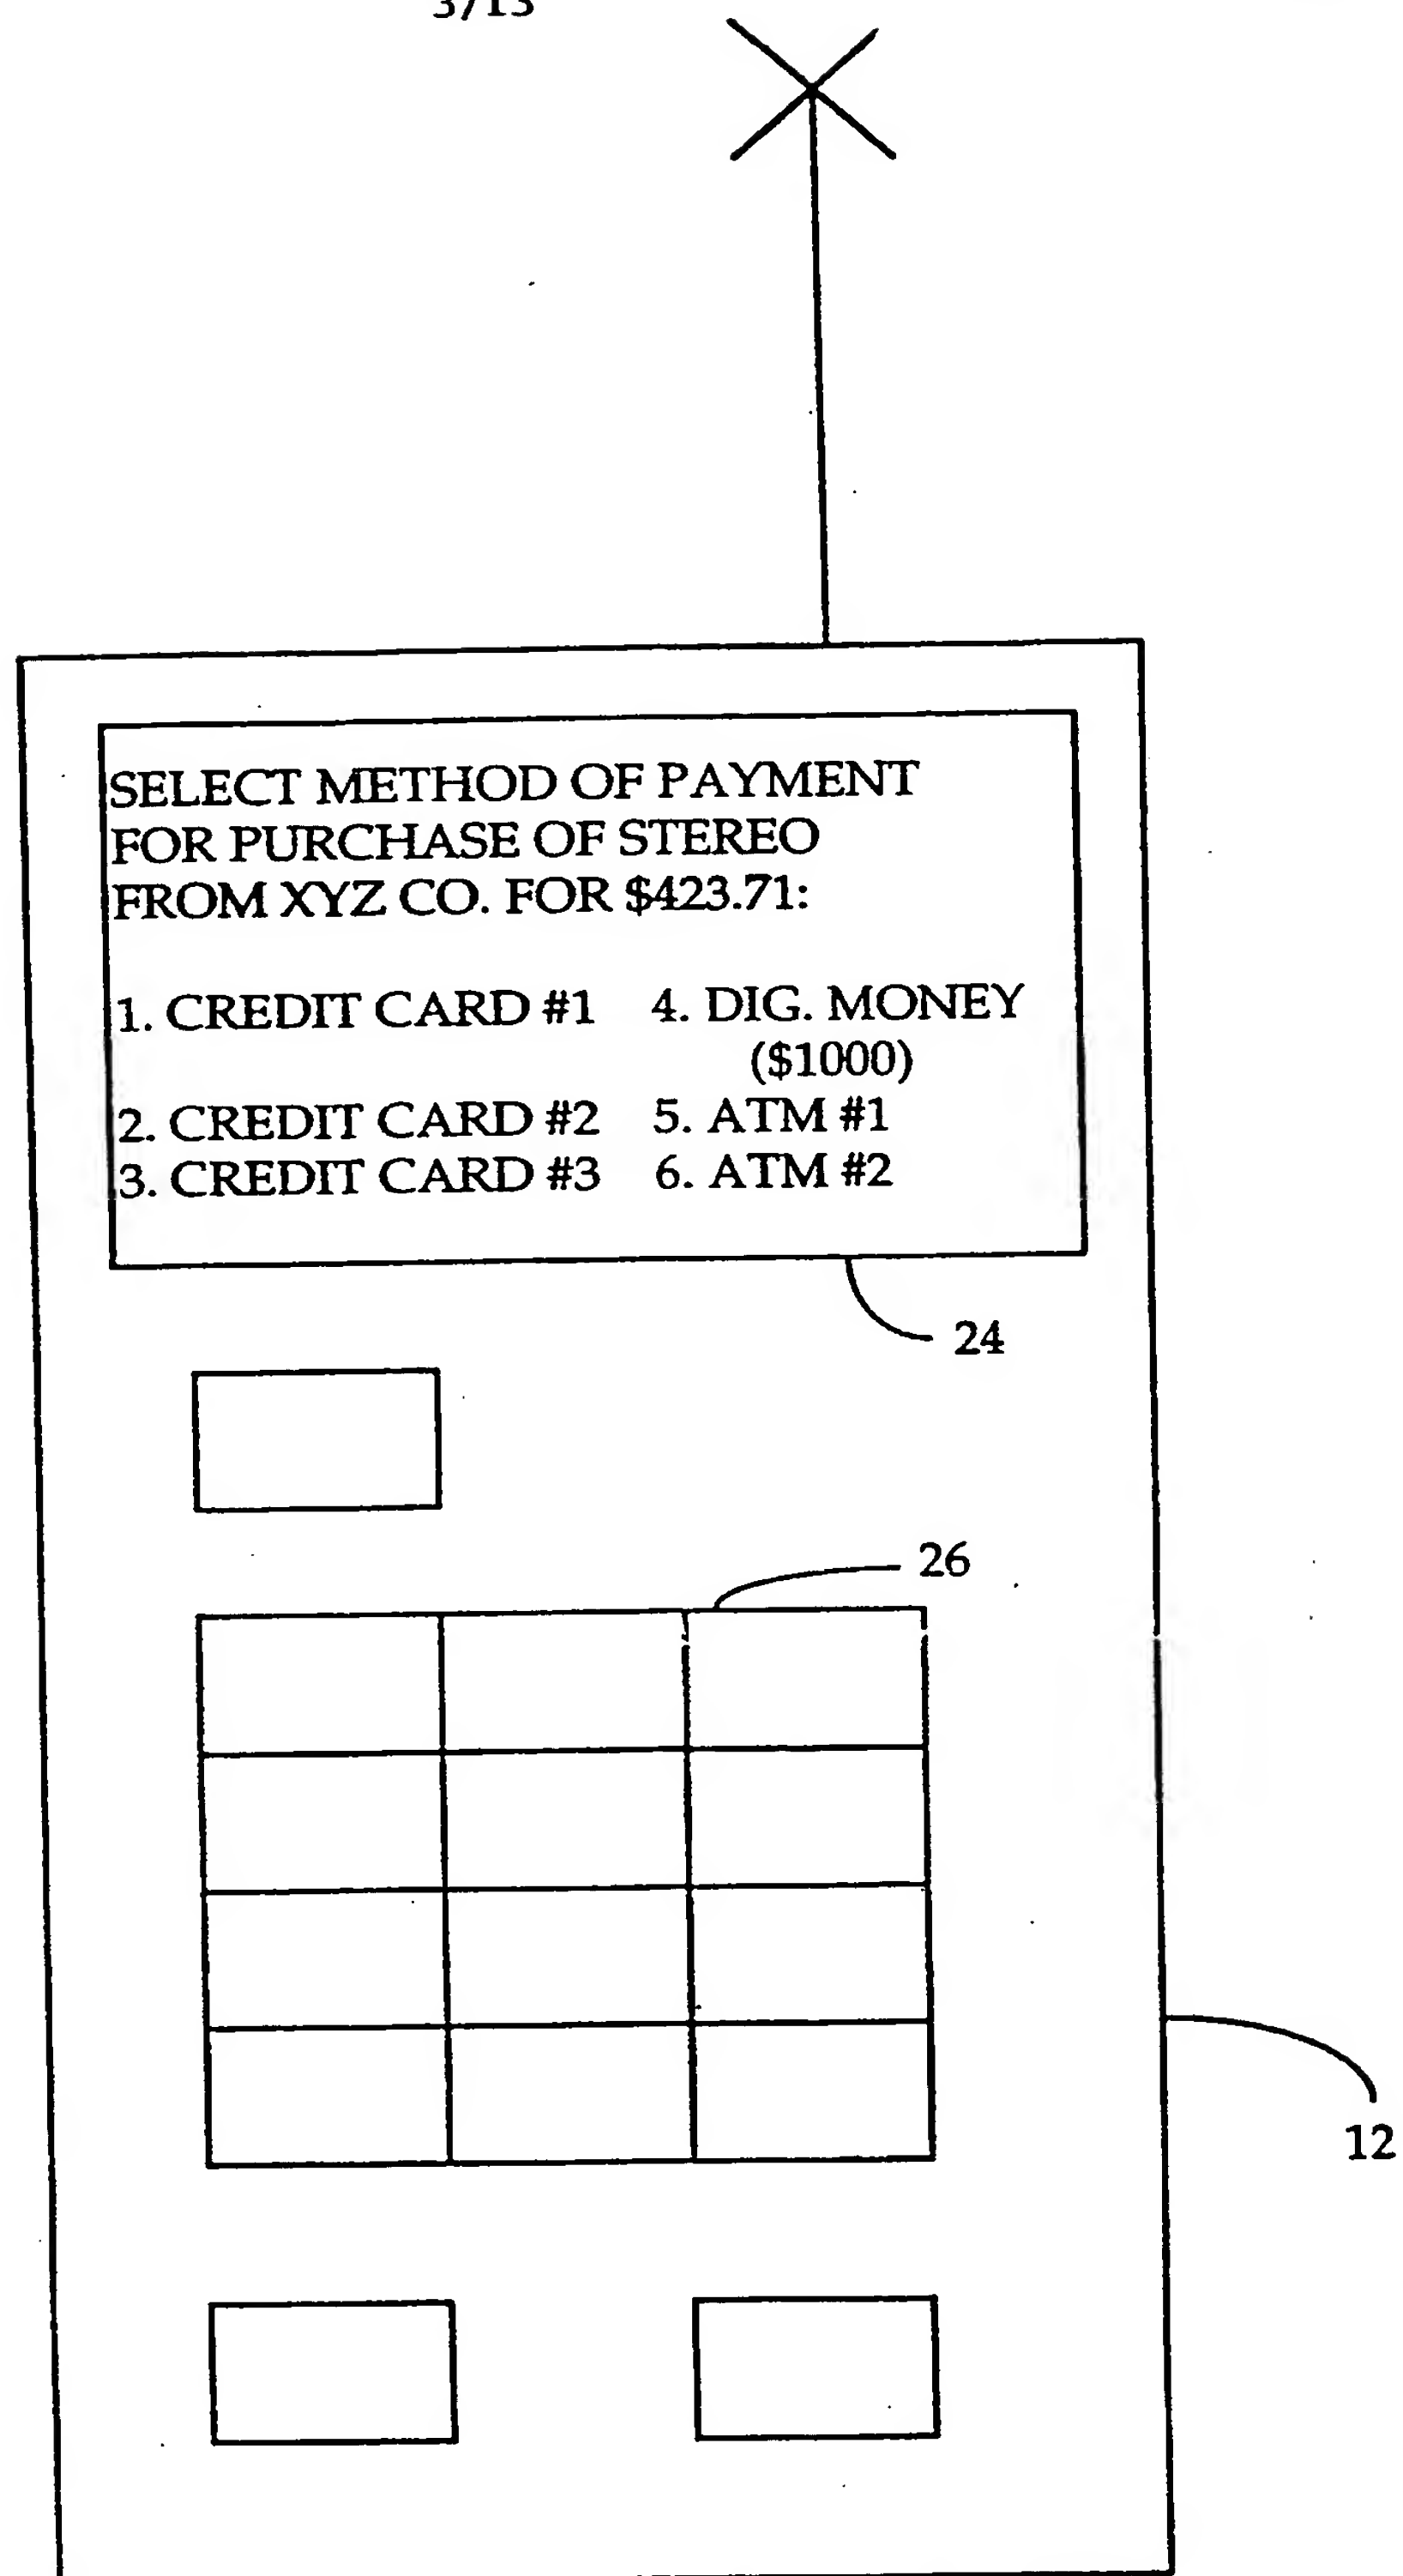 3/13
SELECT METHOD OF PAYMENT
FOR PURCHASE OF STEREO
FROM XYZ CO. FOR $423.71:
1. CREDIT CARD #1 4. DIG. MONEY
($1000)
2. CREDIT CARD #2 5. ATM #1
3. CREDIT CARD #3 6. ATM #2
24
26
12